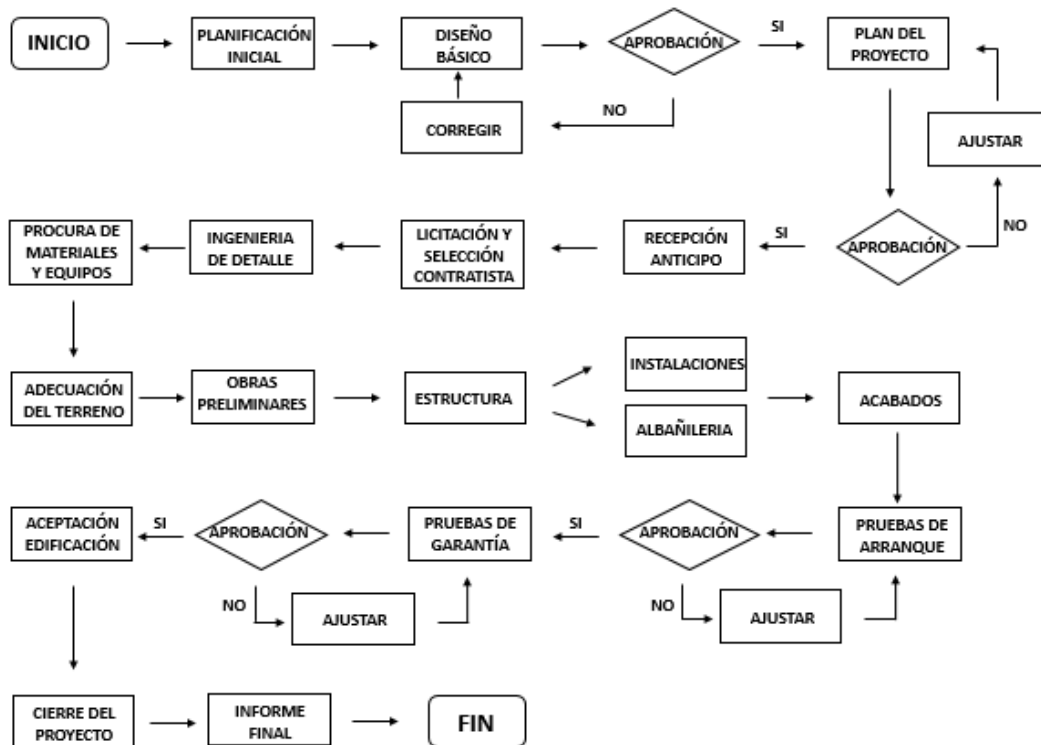 INICIO
PLANIFICACIÓN
INICIAL
DISEÑO
BÁSICO
APROBACIÓN
SI
PLAN DEL
PROYECTO
NO
CORREGIR
AJUSTAR
NO
PROCURA DE
MATERIALES
Y EQUIPOS
INGENIERIA
DE DETALLE
LICITACIÓN Y
SELECCIÓN
CONTRATISTA
RECEPCIÓN
ANTICIPO
SI
APROBACIÓN
ADECUACIÓN
DEL TERRENO
OBRAS
PRELIMINARES
ESTRUCTURA
INSTALACIONES
ALBAÑILERIA
ACABADOS
ACEPTACIÓN
EDIFICACIÓN
SI
APROBACIÓN
PRUEBAS DE
GARANTÍA
SI
APROBACIÓN
PRUEBAS DE
ARRANQUE
NO
AJUSTAR
NO
AJUSTAR
CIERRE DEL
PROYECTO
INFORME
FINAL
FIN